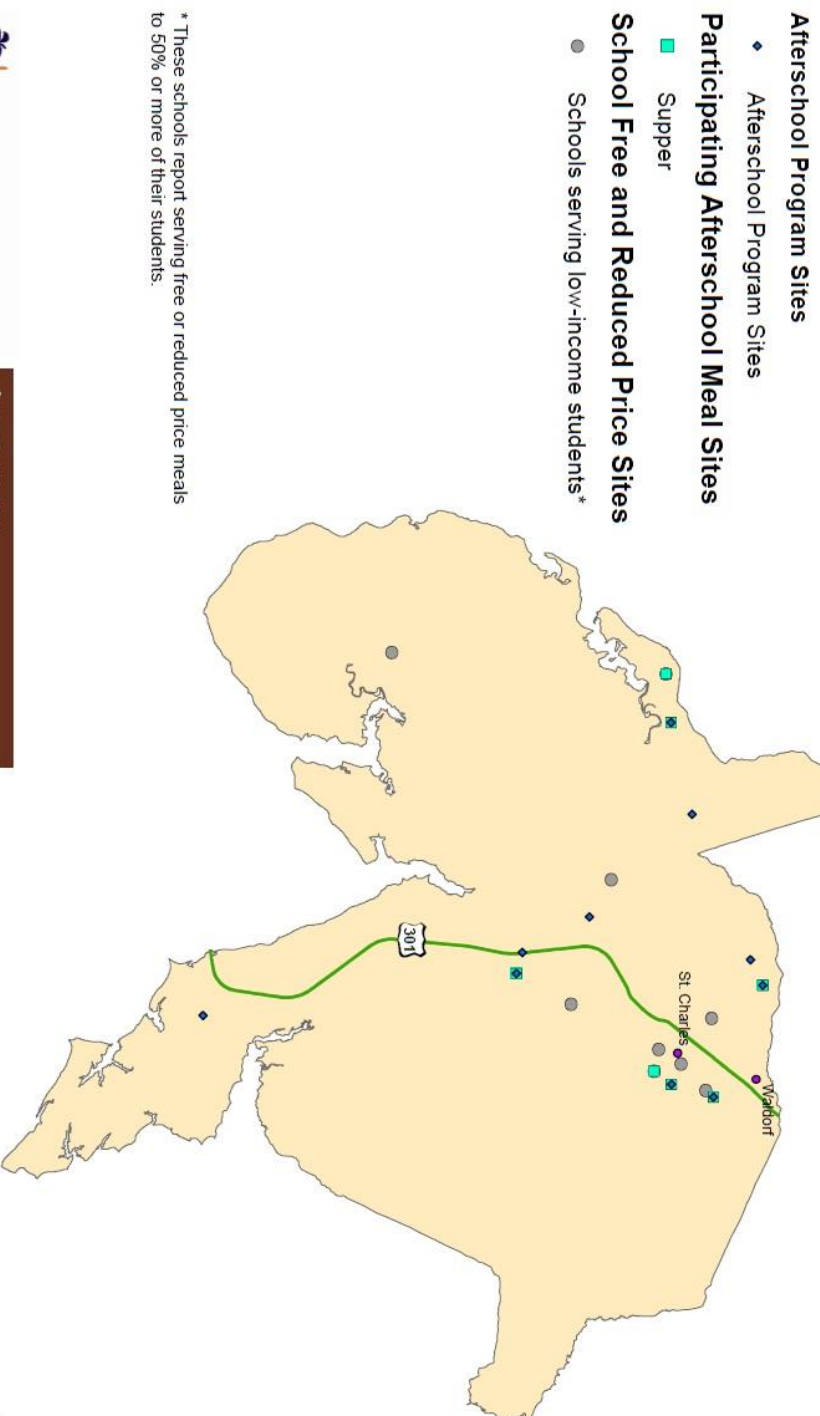 Afterschool Program Sites
Afterschool Program Sites
Participating Afterschool Meal Sites
Supper
School Free and Reduced Price Sites
Schools serving low-income students*
Waldorf
St. Charles
301
* These schools report serving free or reduced price meals
to 50% or more of their students.